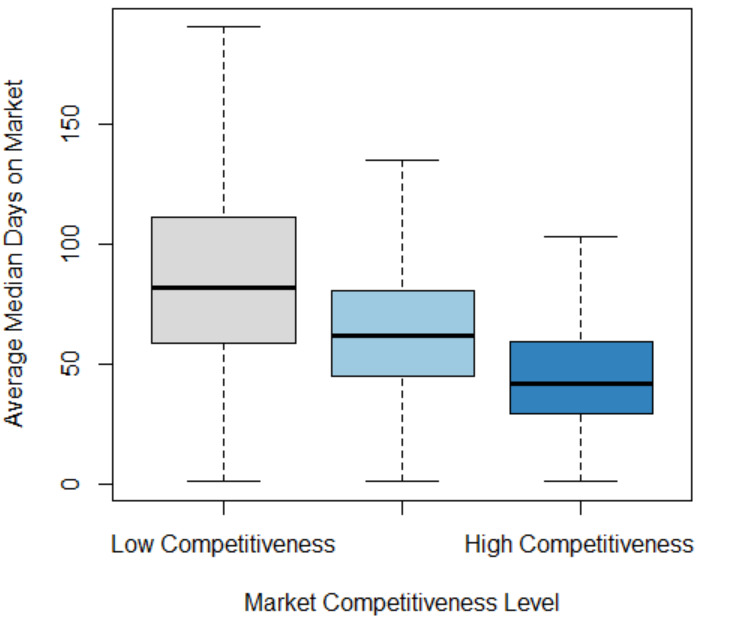 Average Median Days on Market
150
100
50
0
Low Competitiveness
High Competitiveness
Market Competitiveness Level